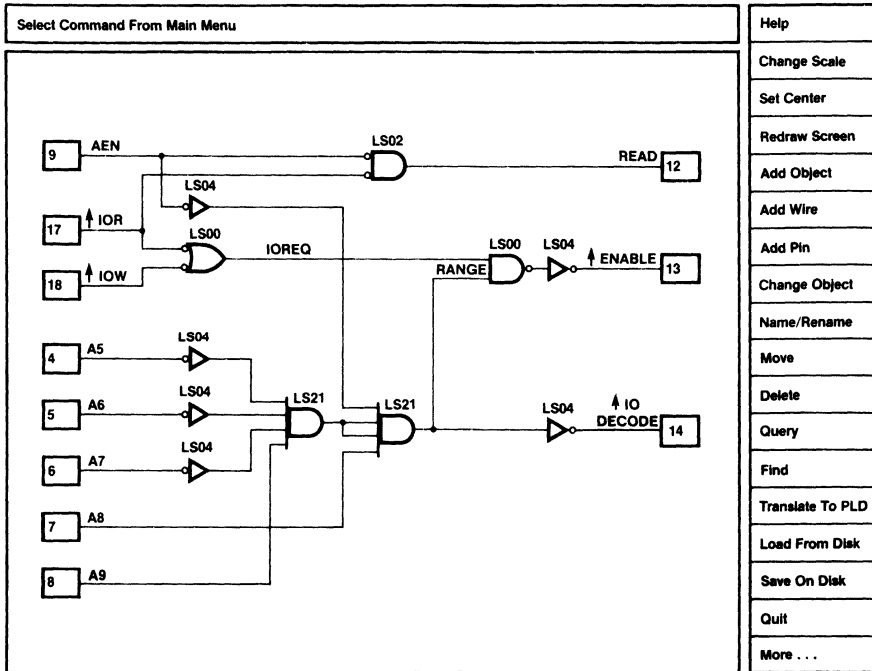 Select Command From Main Menu
9 AEN
LS02
READ 12
LS04
17 IOR
LS00
IOREQ
18 IOW
LS00 LS04
RANGE
ENABLE 13
LS04
4 A5
LS04
5 A6
LS21
LS21
LS04
IO
DECODE
14
LS04
6 A7
7 A8
8 A9
Help
Change Scale
Set Center
Redraw Screen
Add Object
Add Wire
Add Pin
Change Object
Name/Rename
Move
Delete
Query
Find
Translate To PLD
Load From Disk
Save On Disk
Quit
More . . .